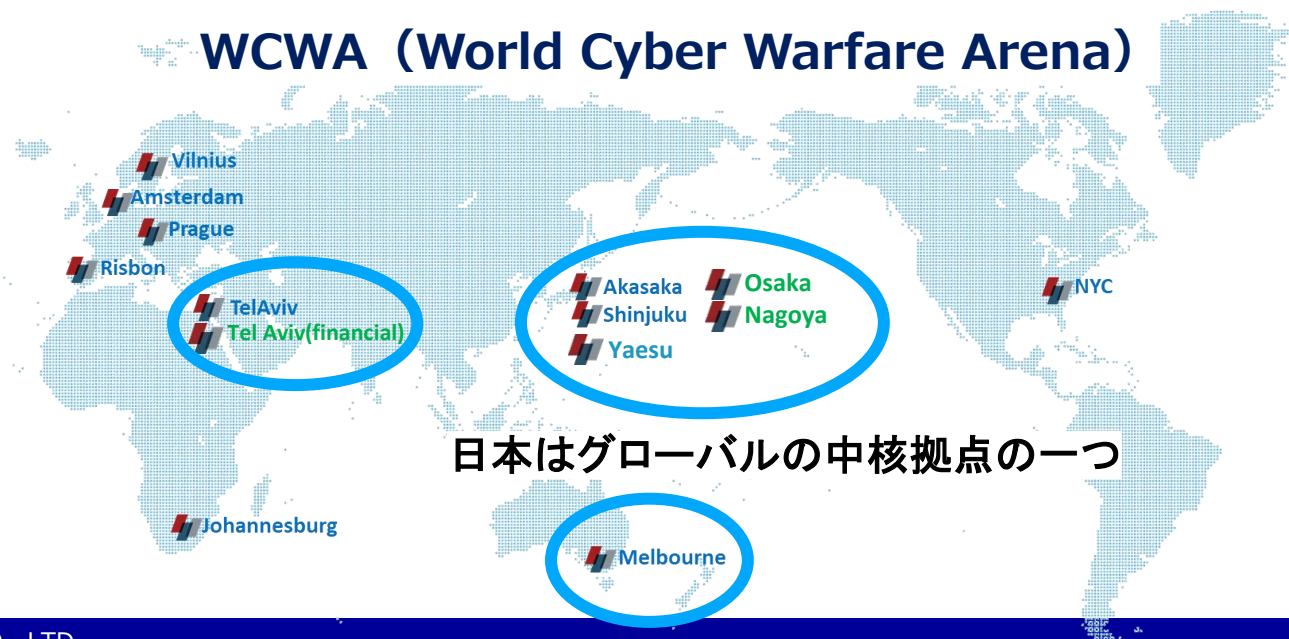 WCWA（World Cyber Warfare Arena）
Vilnius
Amsterdam
Prague
Risbon
TelAviv
Tel Aviv(financial)
Akasaka
Osaka
Shinjuku
Nagoya
Yaesu
NYC
日本はグローバルの中核拠点の一つ
Johannesburg
Melbourne
LTD